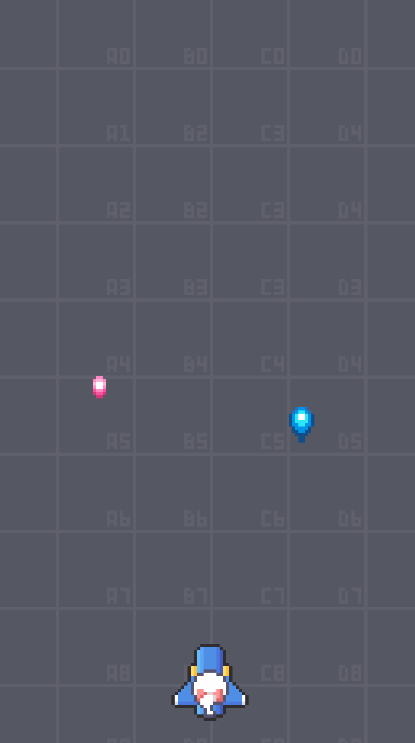 A0 B0 C0 D0
A1 B2 C3 D4
A2 B2 C3 D4
A3 B3 C3 D3
A4 B4 C4 D4
A5 B5 C5 D5
A6 B6 C6 D6
A7 B7 C7 D7
A8 C8 D8